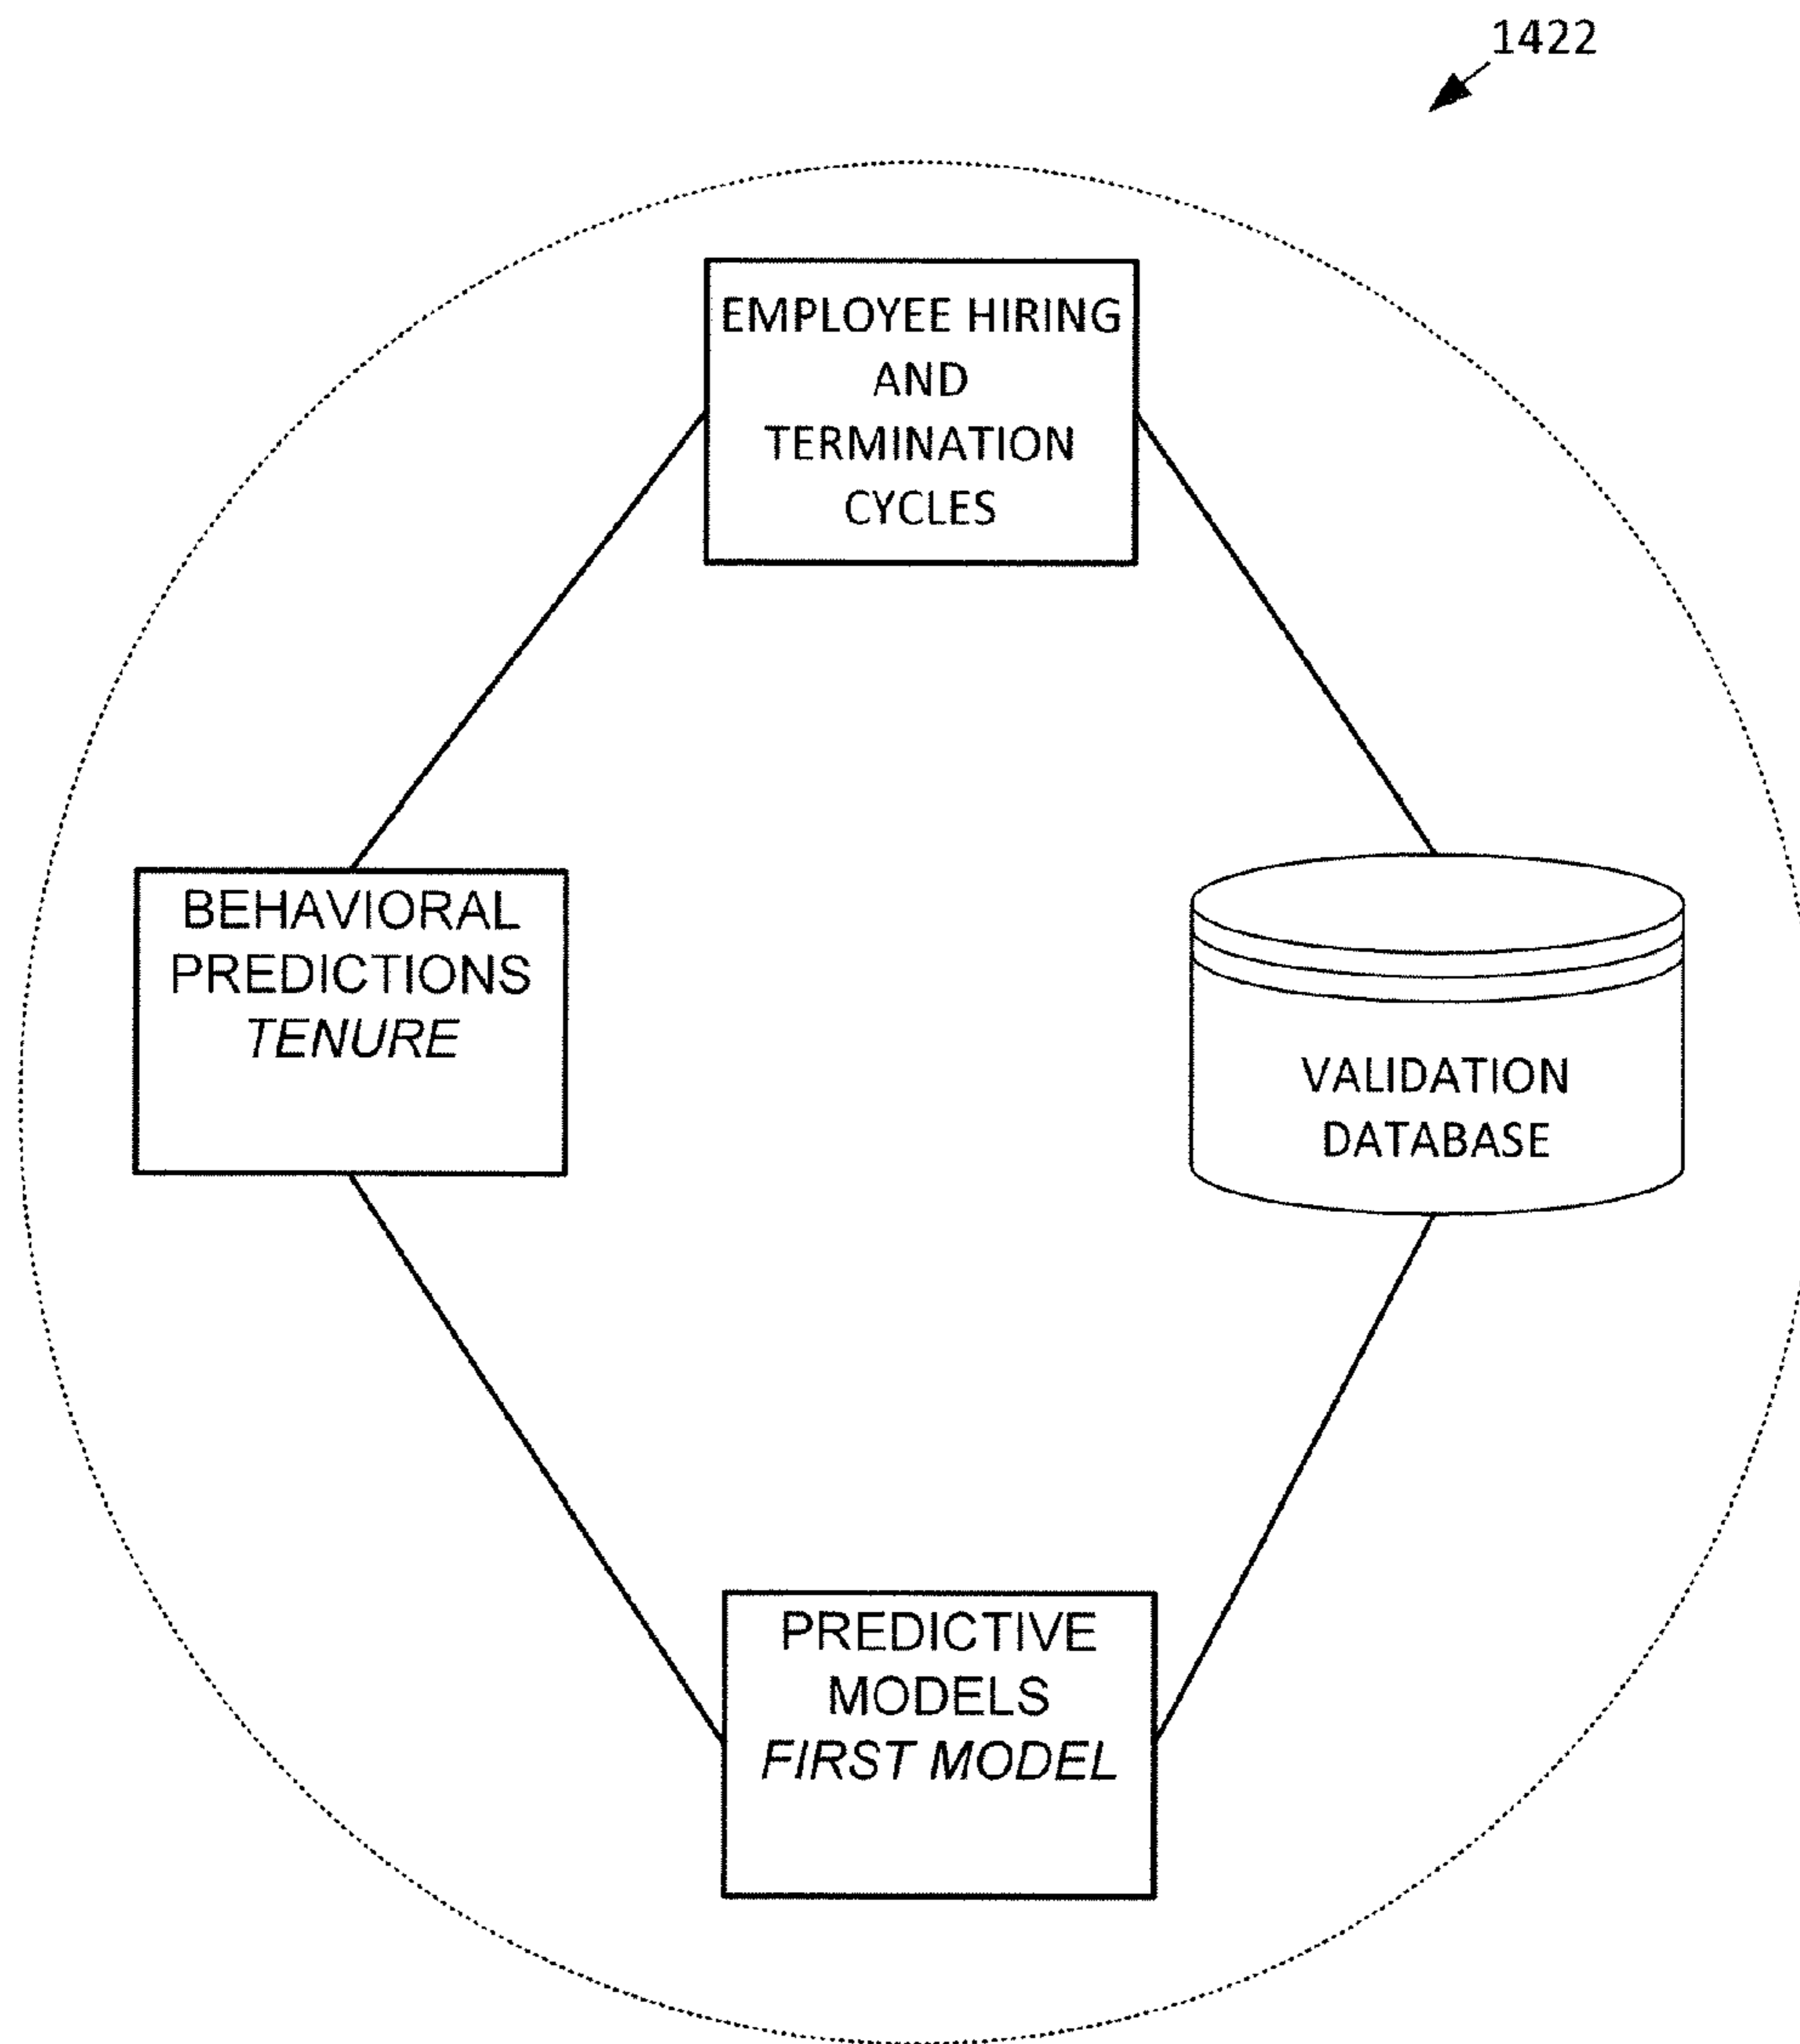 1422
EMPLOYEE HIRING
AND
TERMINATION
CYCLES
BEHAVIORAL
PREDICTIONS
TENURE
VALIDATION
DATABASE
PREDICTIVE
MODELS
FIRST MODEL